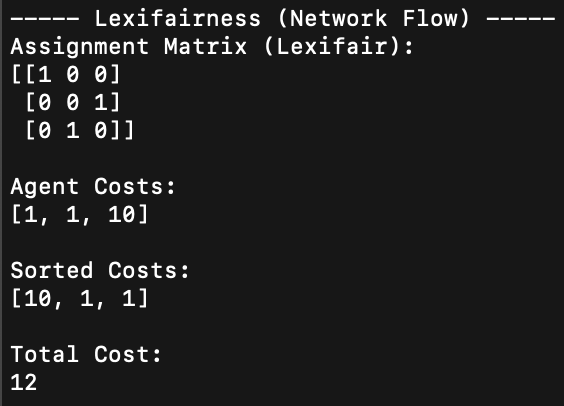 ----- Lexifairness (Network Flow) -----
Assignment Matrix (Lexifair):
[[1 0 0]
 [0 0 1]
 [0 1 0]]
Agent Costs:
[1, 1, 10]
Sorted Costs:
[10, 1, 1]
Total Cost:
12